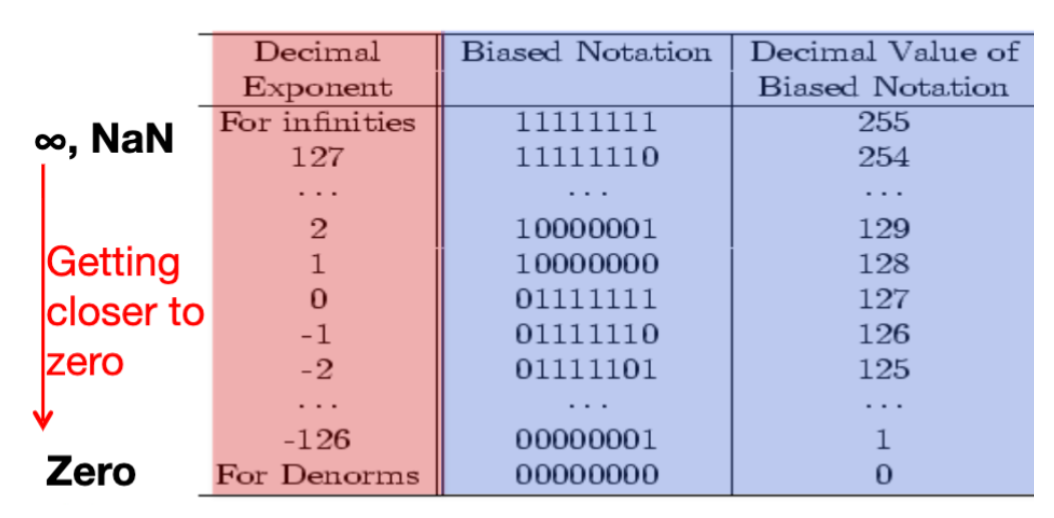 Decimal Exponent Biased Notation Decimal Value of Biased Notation
∞, NaN
For infinities 11111111 255
127 11111110 254
... ... ...
2 10000001 129
1 10000000 128
0 01111111 127
-1 01111110 126
-2 01111101 125
... ... ...
-126 00000001 1
For Denorms 00000000 0
Getting
closer to
zero
Zero